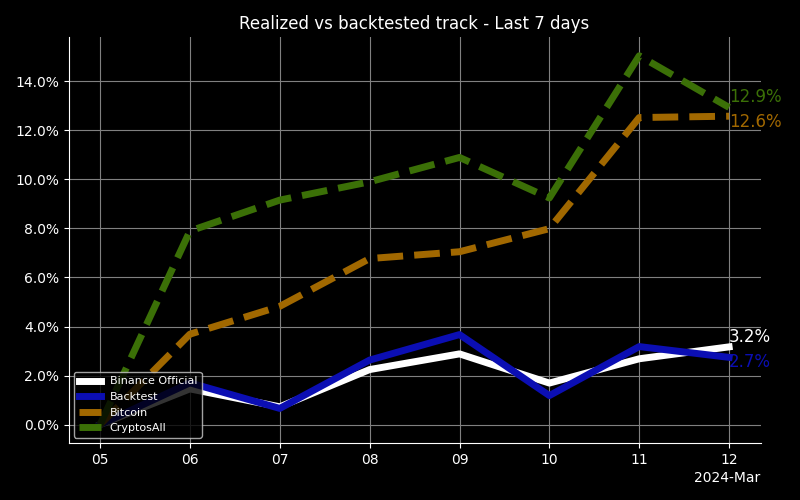 Realized vs backtested track - Last 7 days
14.0%
12.0%
10.0%
8.0%
6.0%
4.0%
2.0%
0.0%
12.9%
12.6%
3.2%
2.7%
Binance Official
Backtest
Bitcoin
CryptosAll
05 06 07 08 09 10 11 12
2024-Mar